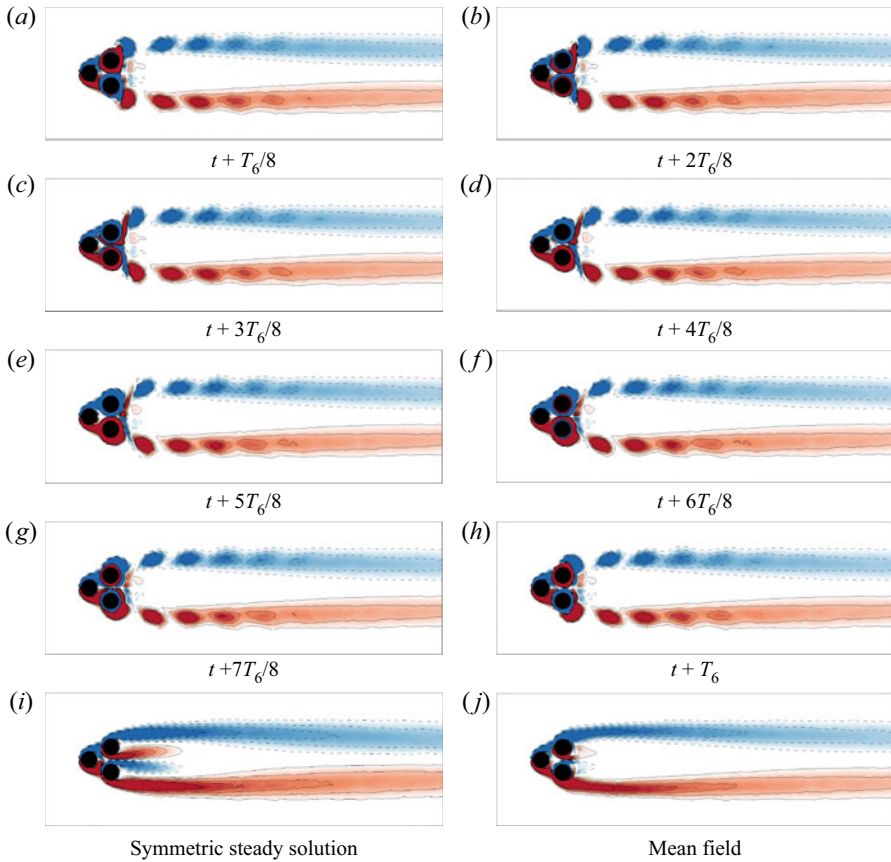 (a) (b)
t + T6/8 t + 2T6/8
(c) (d)
t + 3T6/8 t + 4T6/8
(e) (f)
t + 5T6/8 t + 6T6/8
(g) (h)
t +7T6/8 t + T6
(i) (j)
Symmetric steady solution Mean field